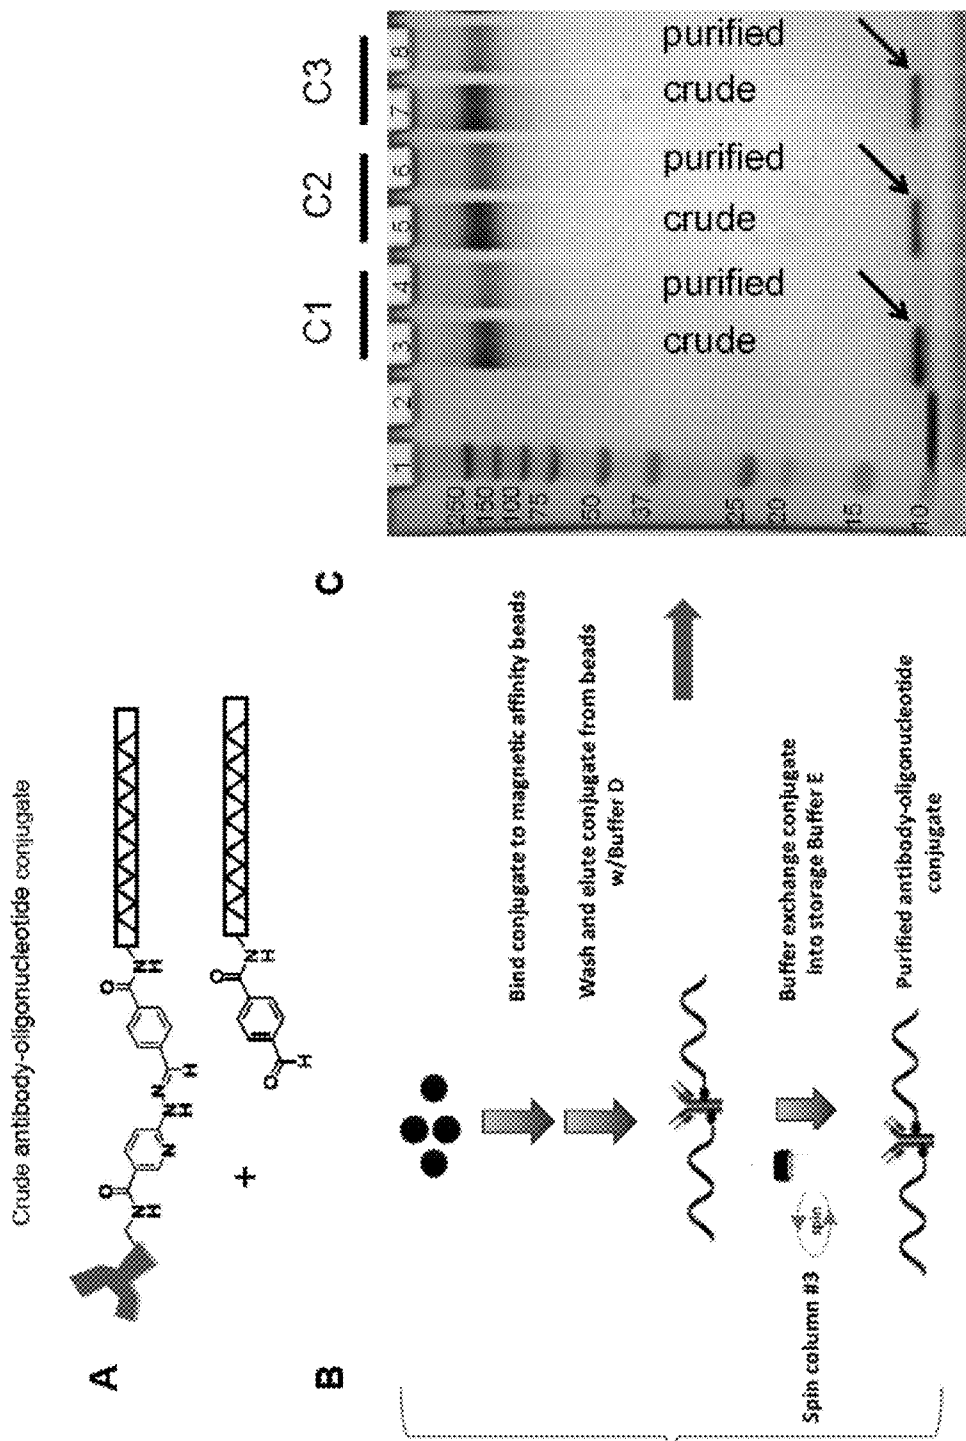 A
Crude antibody-oligonucleotide conjugate
O
N
H
N
N
H
N
H
O
N
H
+
O
H
O
N
H
B
Bind conjugate to magnetic affinity beads
Wash and elute conjugate from beads
w/Buffer D
Spin column #3
spin
Buffer exchange conjugate
into storage Buffer E
Purified antibody-oligonucleotide
conjugate
C
C1
C2
C3
1
2
3
4
5
6
7
8
250
150
100
75
50
37
25
20
15
10
crude
purified
crude
purified
crude
purified